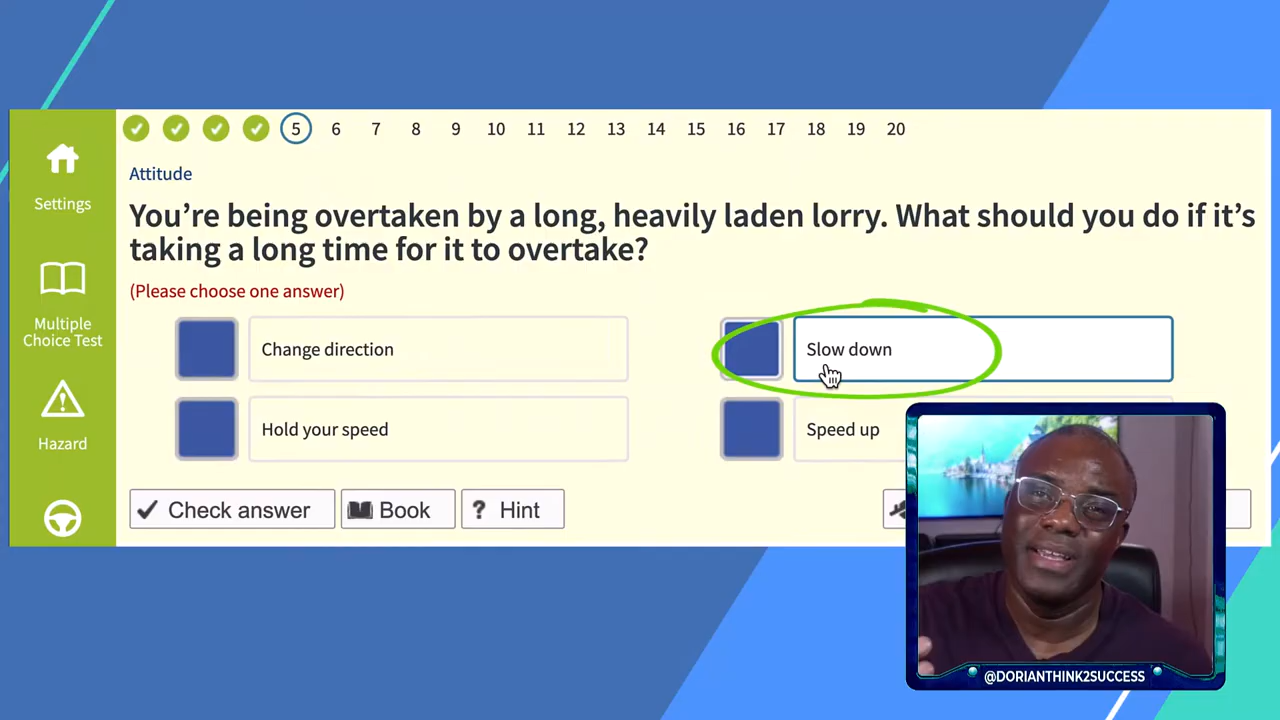 5 6 7 8 9 10 11 12 13 14 15 16 17 18 19 20
Settings
Multiple
Choice Test
Hazard
Attitude
You’re being overtaken by a long, heavily laden lorry. What should you do if it’s
taking a long time for it to overtake?
(Please choose one answer)
Change direction
Slow down
Hold your speed
Speed up
Check answer
Book
? Hint
@DORIANTHINK2SUCCESS